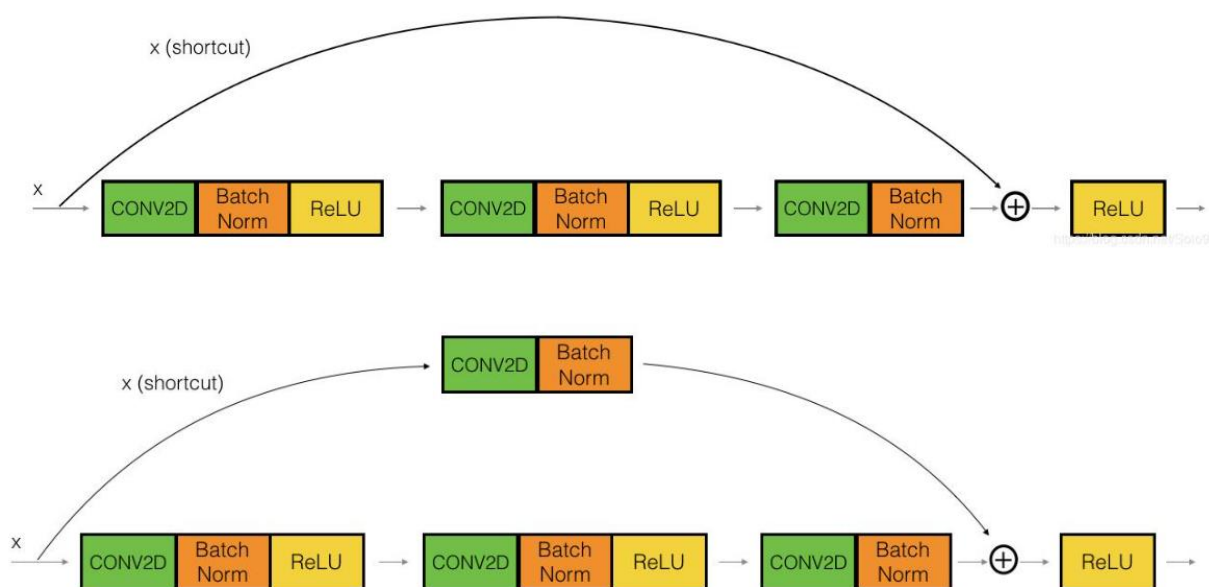 x (shortcut)
x
CONV2D
Batch
Norm
ReLU
CONV2D
Batch
Norm
ReLU
CONV2D
Batch
Norm
ReLU
CONV2D
Batch
Norm
x (shortcut)
x
CONV2D
Batch
Norm
ReLU
CONV2D
Batch
Norm
ReLU
CONV2D
Batch
Norm
ReLU